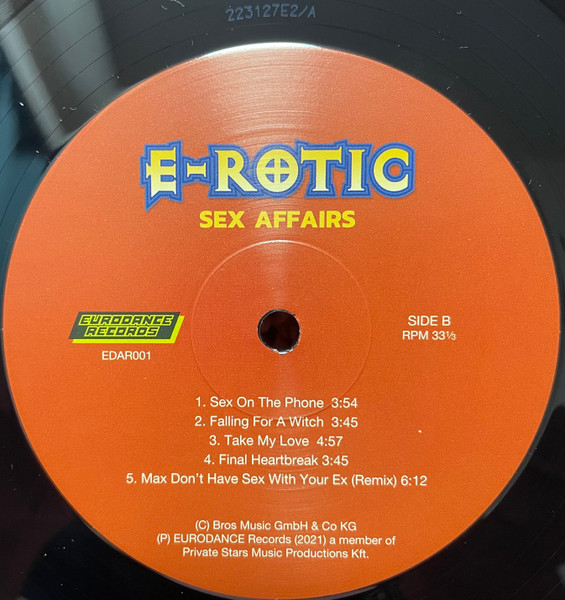 223127E2/A
E-ROTIC
SEX AFFAIRS
EURODANCE
RECORDS
EDAR001
SIDE B
RPM 33⅓
1. Sex On The Phone 3:54
2. Falling For A Witch 3:45
3. Take My Love 4:57
4. Final Heartbreak 3:45
5. Max Don't Have Sex With Your Ex (Remix) 6:12
(C) Bros Music GmbH & Co KG
(P) EURODANCE Records (2021) a member of
Private Stars Music Productions Kft.